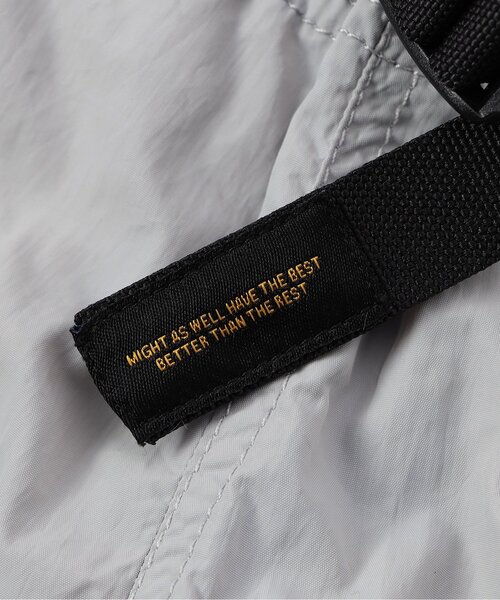 MIGHT AS WELL HAVE THE BEST
BETTER THAN THE REST